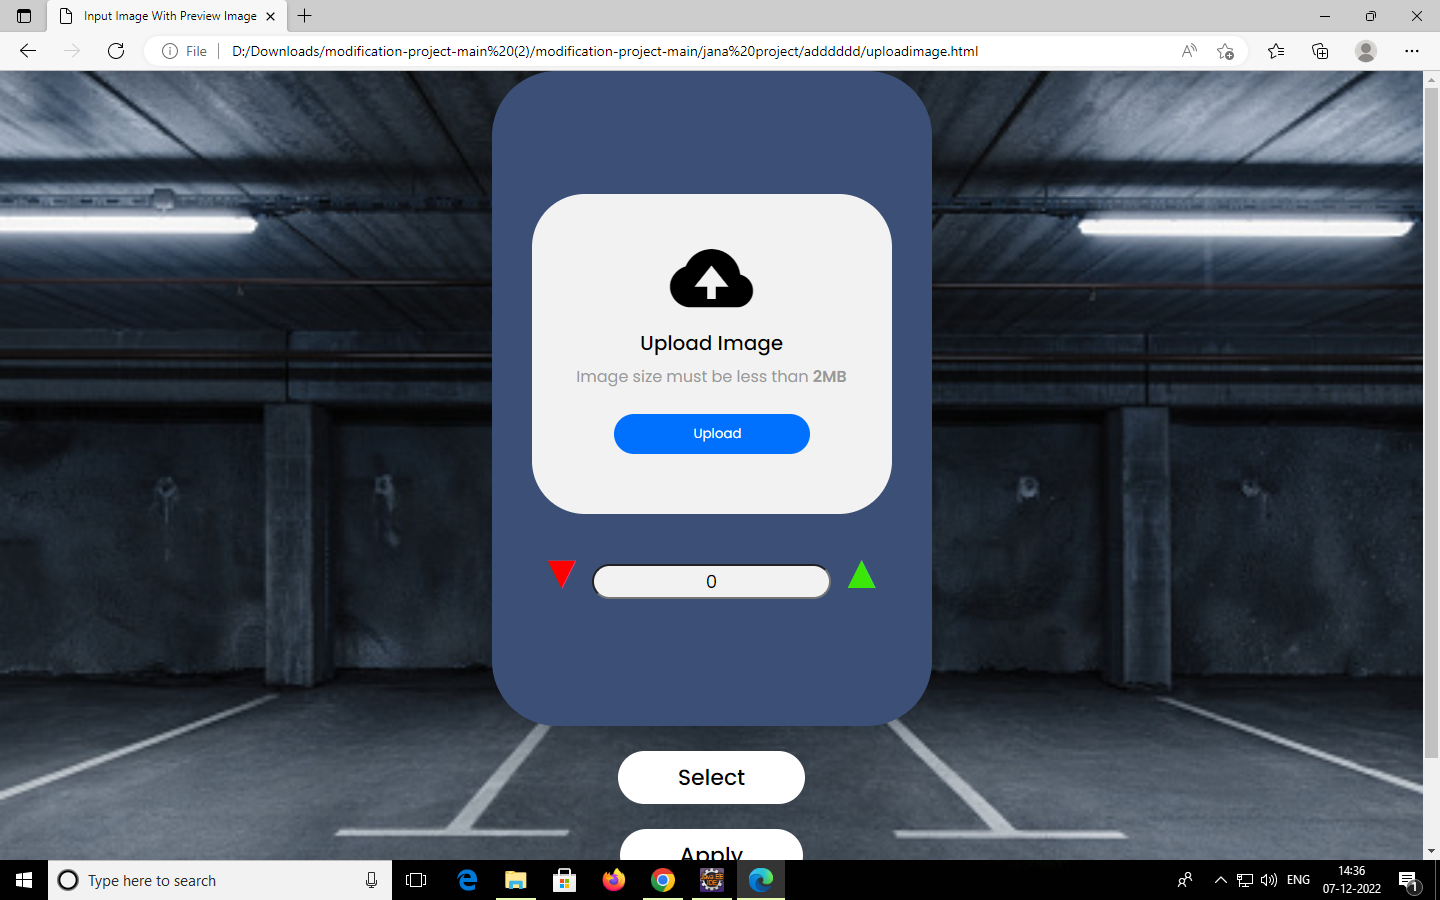 Input Image With Preview Image
File
D:/Downloads/modification-project-main%20(2)/modification-project-main/jana%20project/addddddd/uploadimage.html
Upload Image
Image size must be less than 2MB
Upload
0
Select
Apply
Type here to search
ENG
14:36
07-12-2022
1